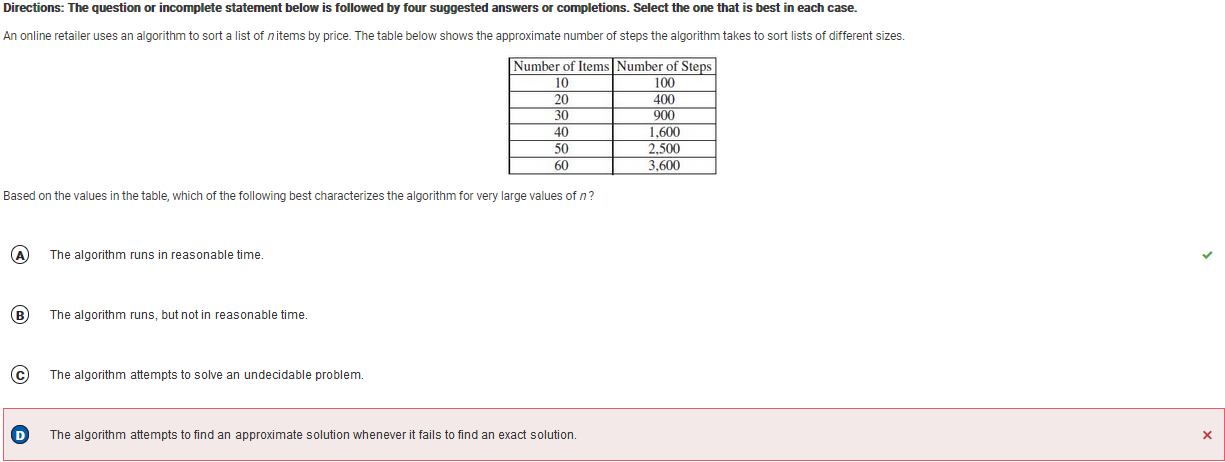 Directions: The question or incomplete statement below is followed by four suggested answers or completions. Select the one that is best in each case.
An online retailer uses an algorithm to sort a list of n items by price. The table below shows the approximate number of steps the algorithm takes to sort lists of different sizes.
Number of Items Number of Steps
10 100
20 400
30 900
40 1,600
50 2,500
60 3,600
Based on the values in the table, which of the following best characterizes the algorithm for very large values of n ?
A The algorithm runs in reasonable time.
B The algorithm runs, but not in reasonable time.
C The algorithm attempts to solve an undecidable problem.
D The algorithm attempts to find an approximate solution whenever it fails to find an exact solution.